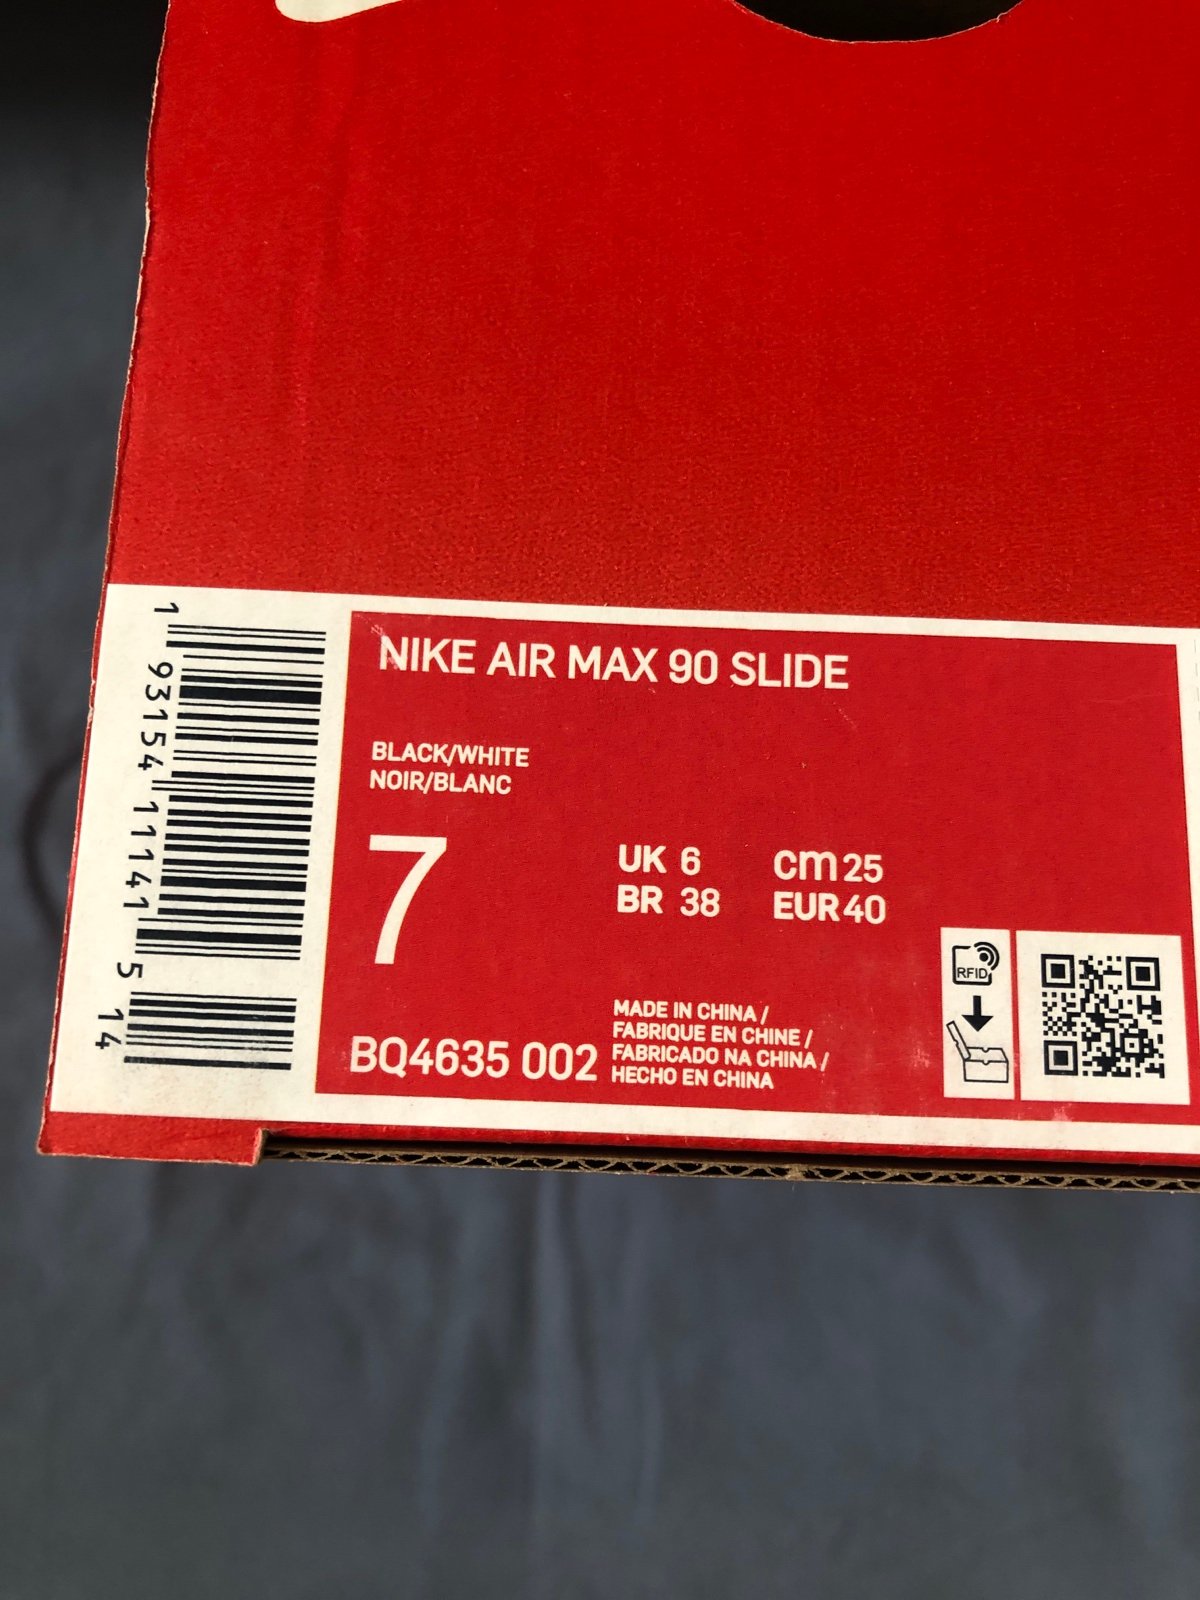 NIKE AIR MAX 90 SLIDE
BLACK/WHITE
NOIR/BLANC
7
UK 6
BR 38
cm 25
EUR 40
BQ4635 002
MADE IN CHINA /
FABRIQUE EN CHINE /
FABRICADO NA CHINA /
HECHO EN CHINA
RFID
1 93154 11141 5 14